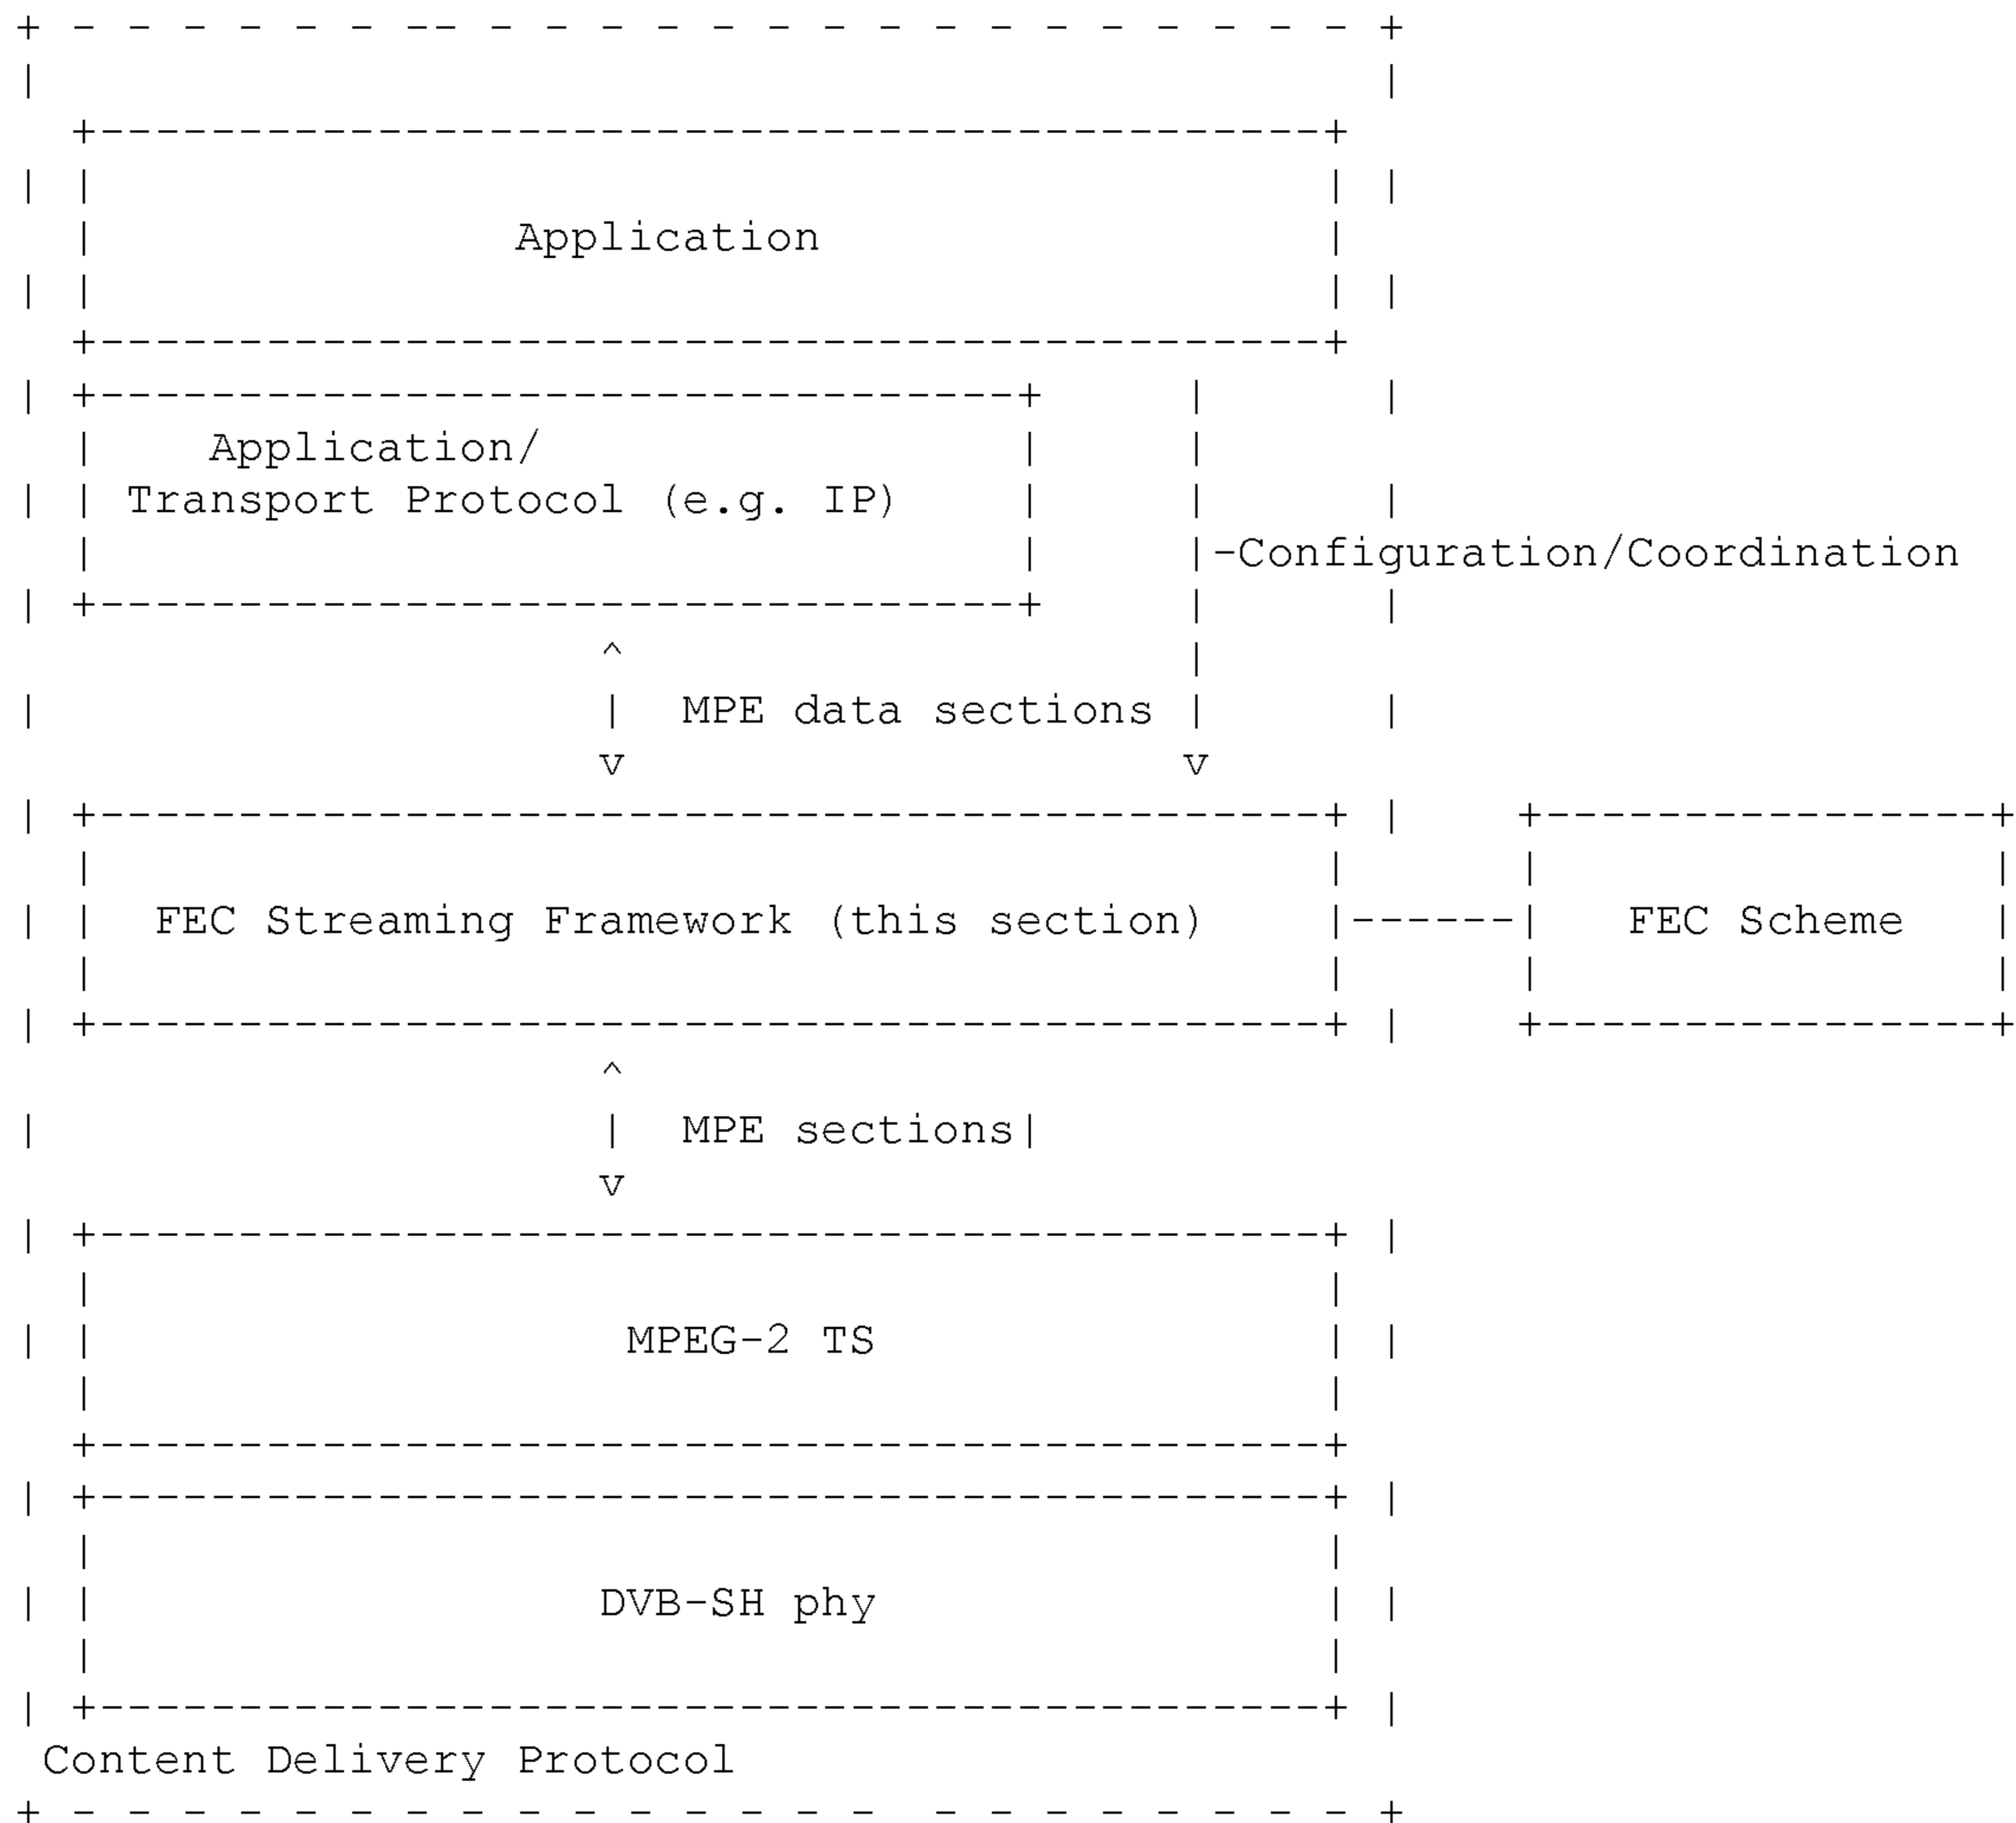 Application
Application/
Transport Protocol (e.g. IP)
-Configuration/Coordination
MPE data sections
FEC Streaming Framework (this section)
FEC Scheme
MPE sections
MPEG-2 TS
DVB-SH phy
Content Delivery Protocol